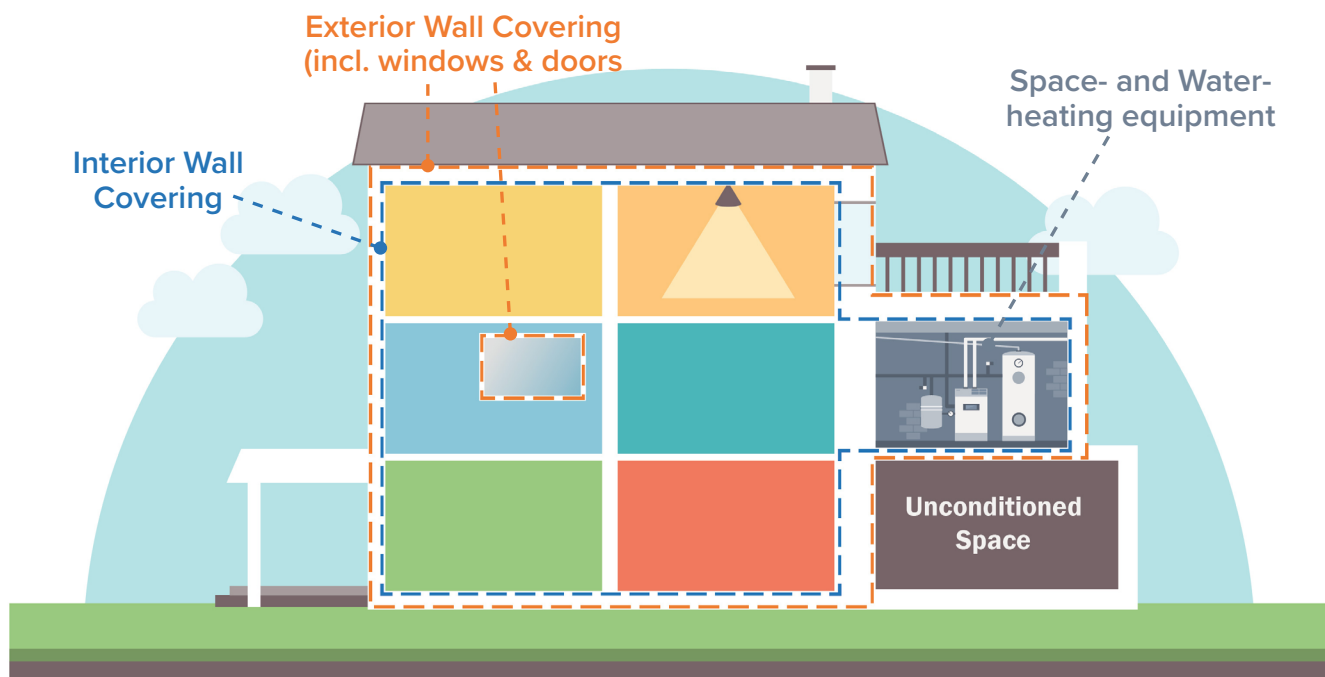 Exterior Wall Covering
(incl. windows & doors
Space- and Water-
heating equipment
Interior Wall
Covering
Unconditioned
Space